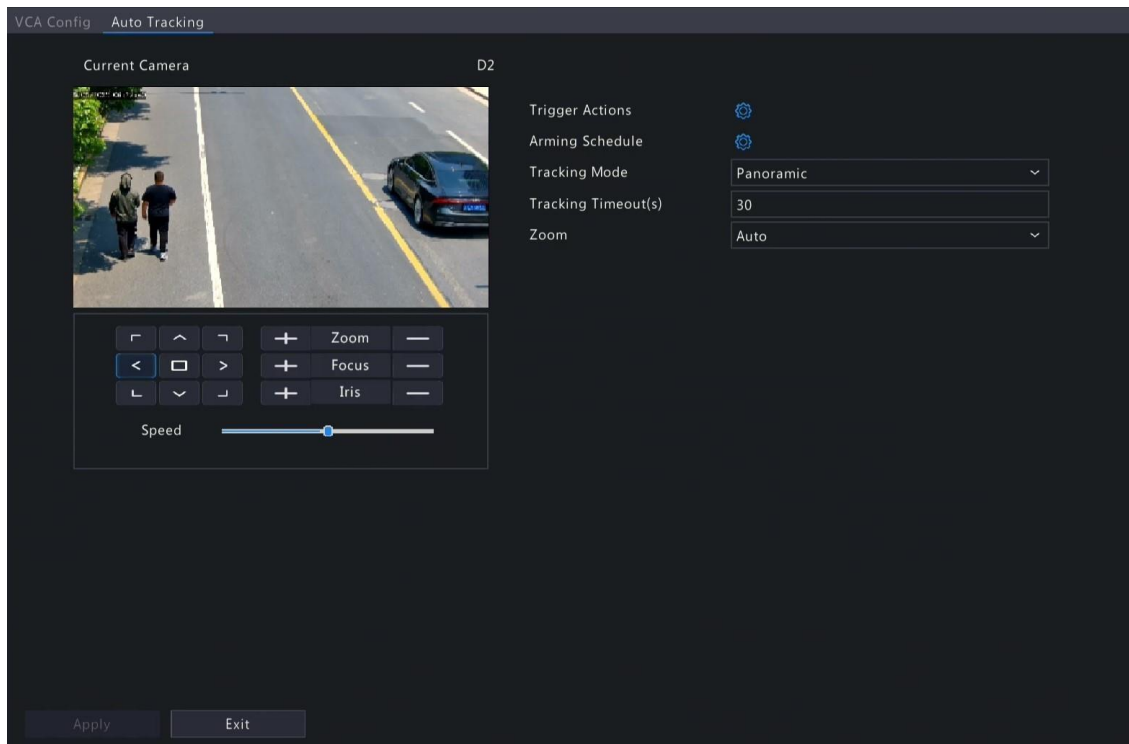 VCA Config Auto Tracking
Current Camera D2
Trigger Actions
Arming Schedule
Tracking Mode Panoramic
Tracking Timeout(s) 30
Zoom Auto
Zoom
Focus
Iris
Speed
Apply Exit